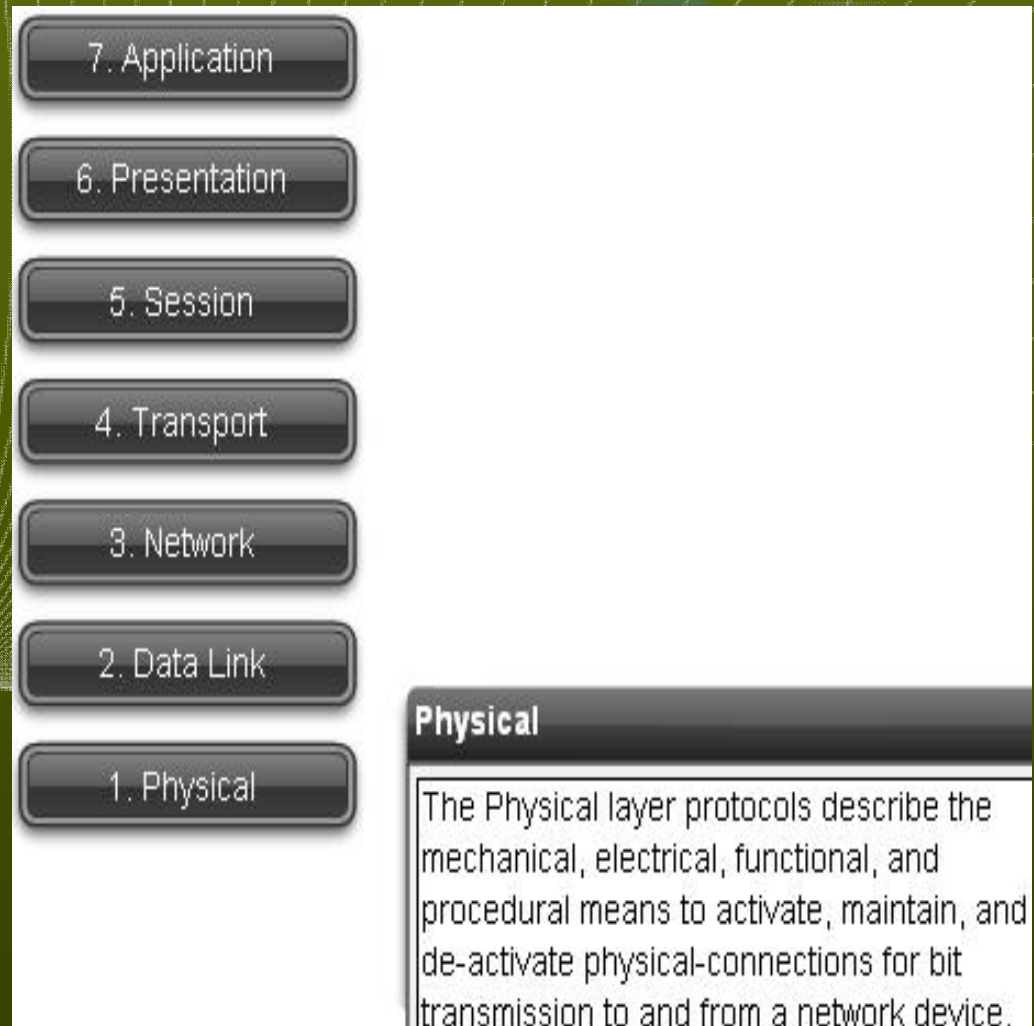 7. Application
6. Presentation
5. Session
4. Transport
3. Network
2. Data Link
1. Physical
Physical
The Physical layer protocols describe the
mechanical, electrical, functional, and
procedural means to activate, maintain, and
de-activate physical-connections for bit
transmission to and from a network device.